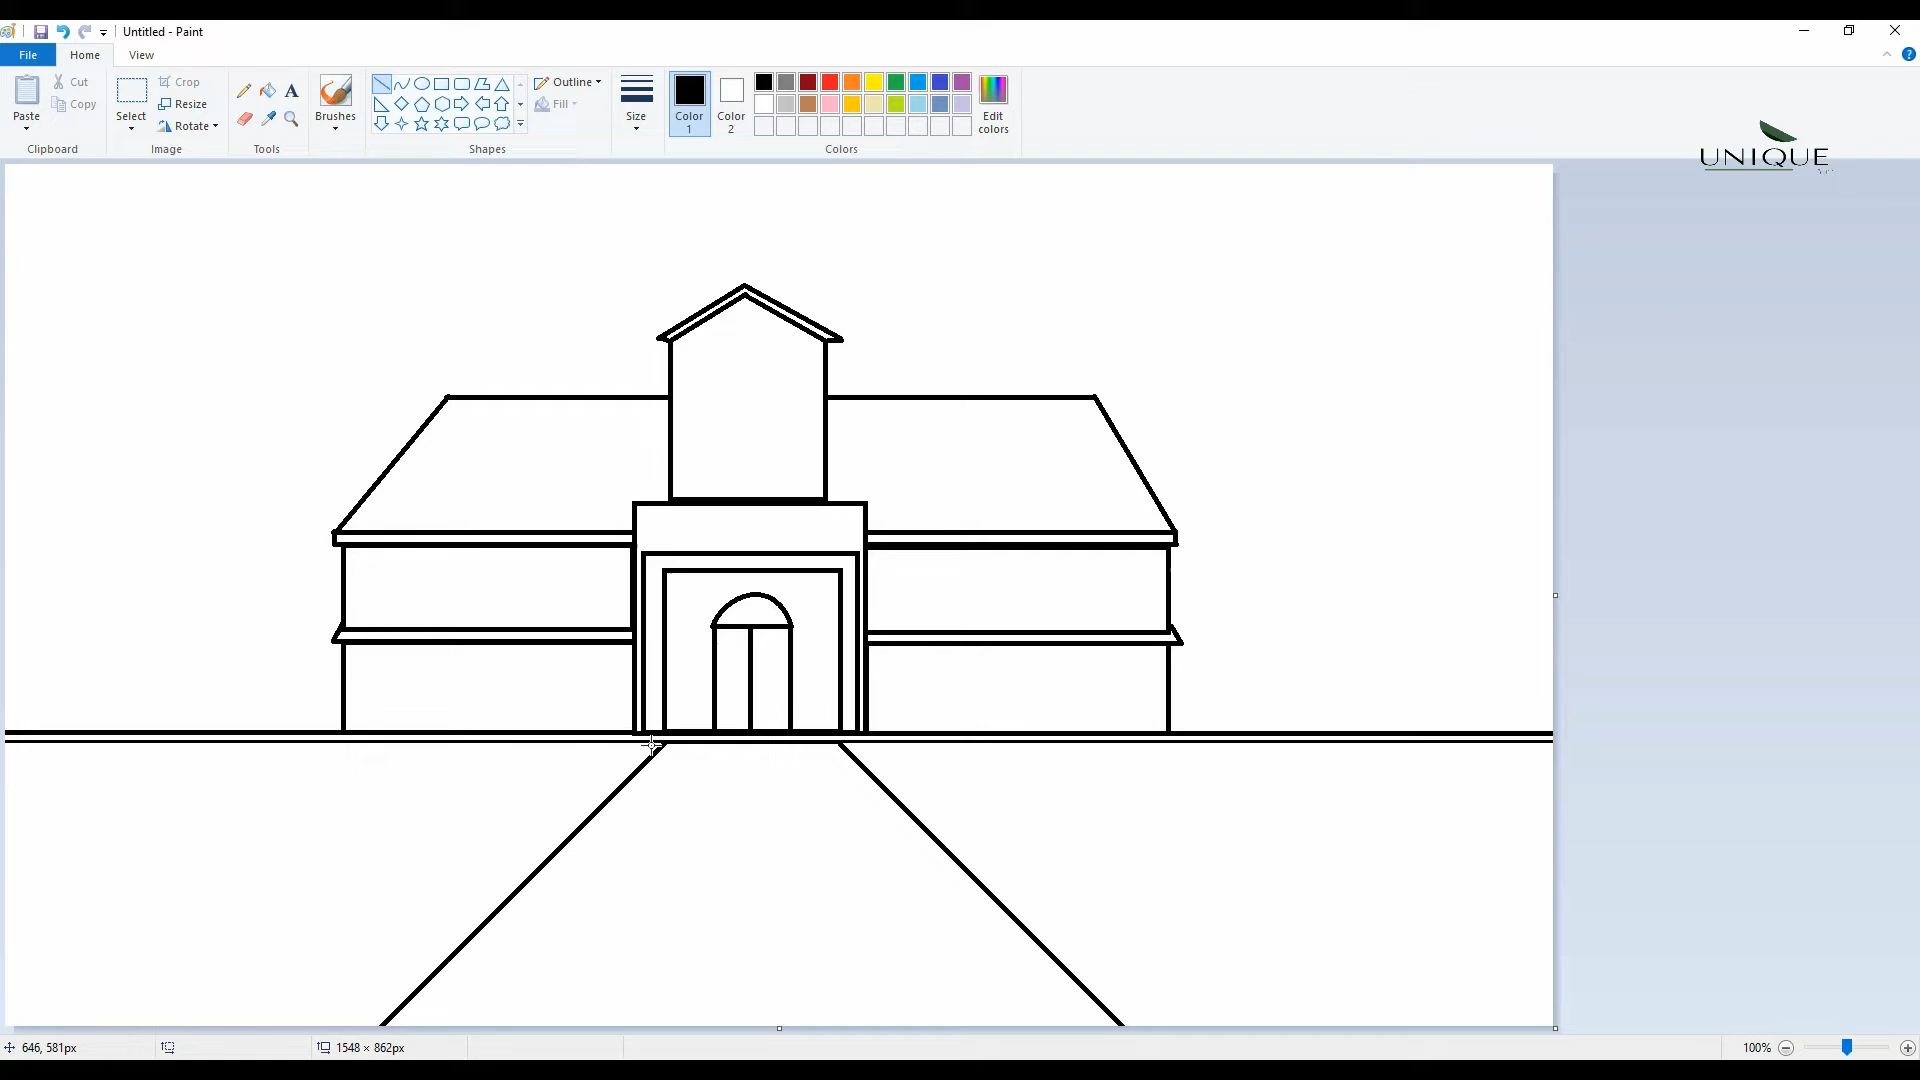 Untitled - Paint
File Home View
Paste
Cut
Copy
Clipboard
Select
Crop
Resize
Rotate
Image
A
Tools
Brushes
Shapes
Outline
Fill
Size
Color 1
Color 2
Edit colors
Colors
UNIQUE
646, 581px
1548 × 862px
100%